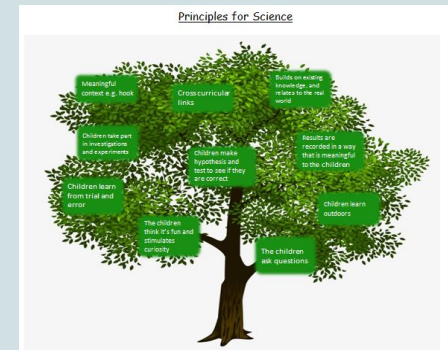 Principles for Science
Meaningful
context e.g. hook
Cross curricular
links
Builds on existing
knowledge, and
relates to the real
world
Children take part
in investigations
and experiments
Children make
hypothesis and
test to see if they
are correct
Results are
recorded in a way
that is meaningful
to the children
Children learn
from trial and
error
Children learn
outdoors
The children
think it's fun and
stimulates
curiosity
The children
ask questions